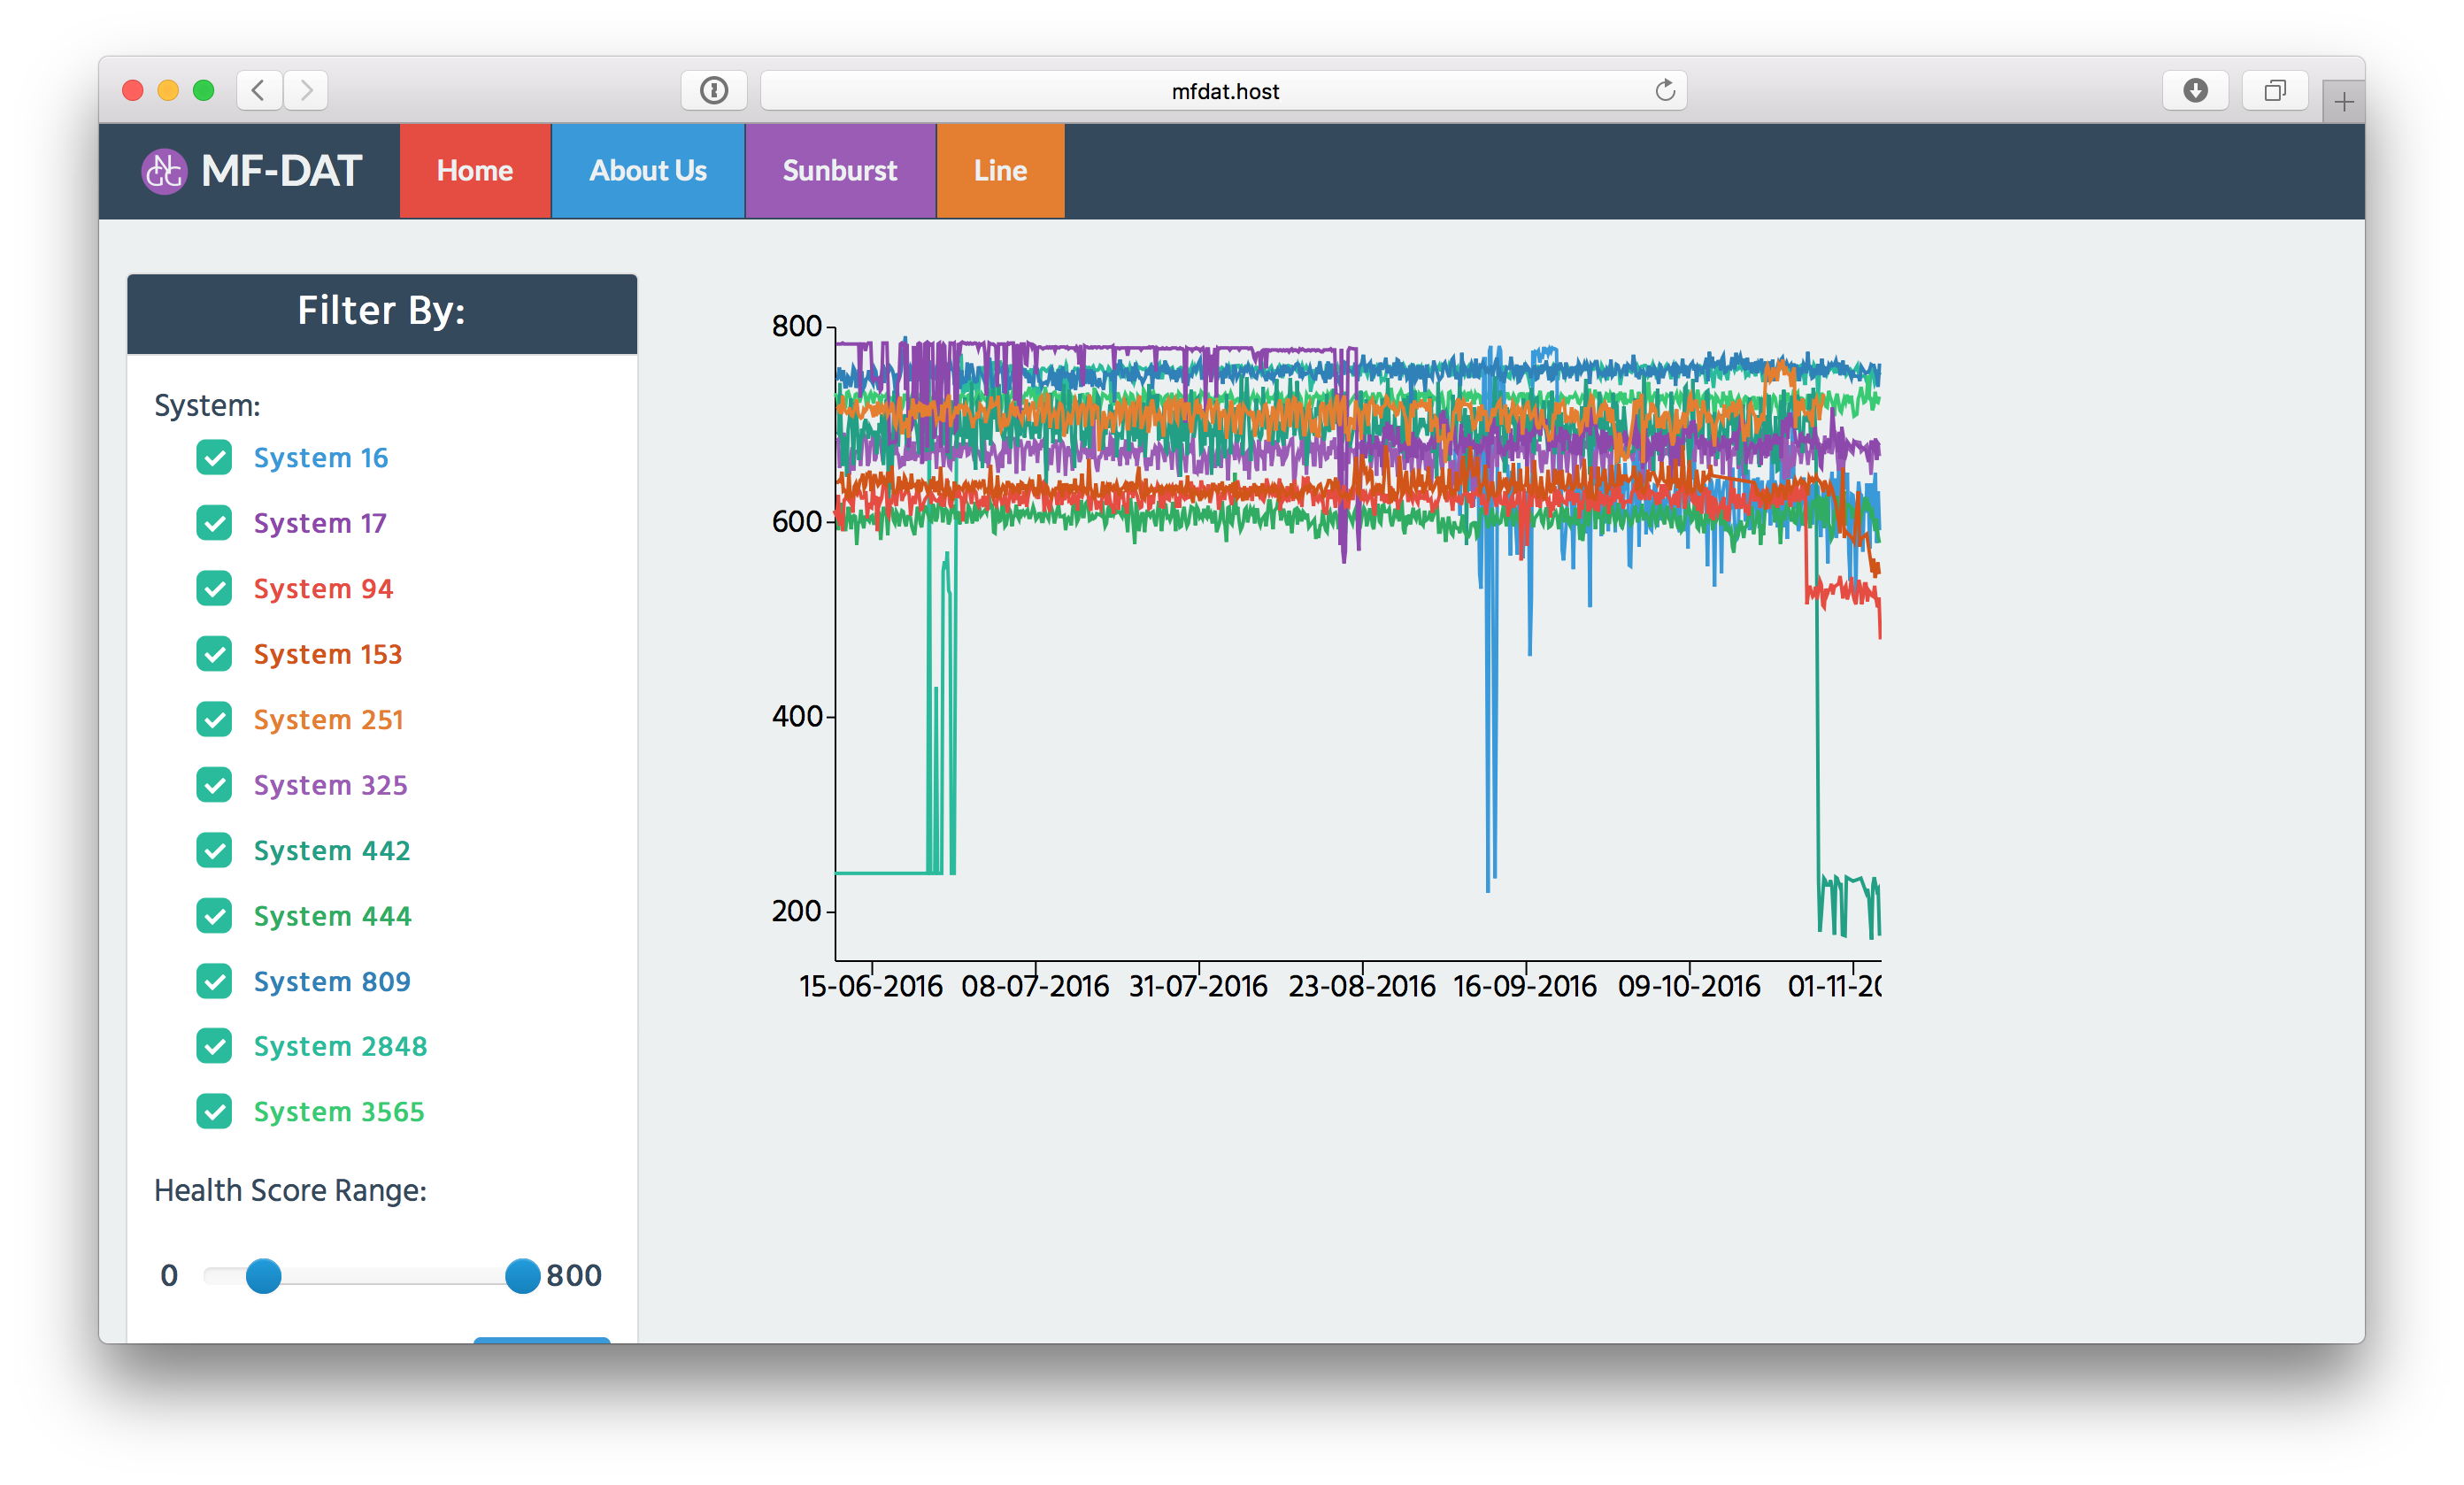 mfdat.host
NGG MF-DAT Home About Us Sunburst Line
Filter By:
System:
System 16
System 17
System 94
System 153
System 251
System 325
System 442
System 444
System 809
System 2848
System 3565
Health Score Range:
0 800
800
600
400
200
15-06-2016 08-07-2016 31-07-2016 23-08-2016 16-09-2016 09-10-2016 01-11-20